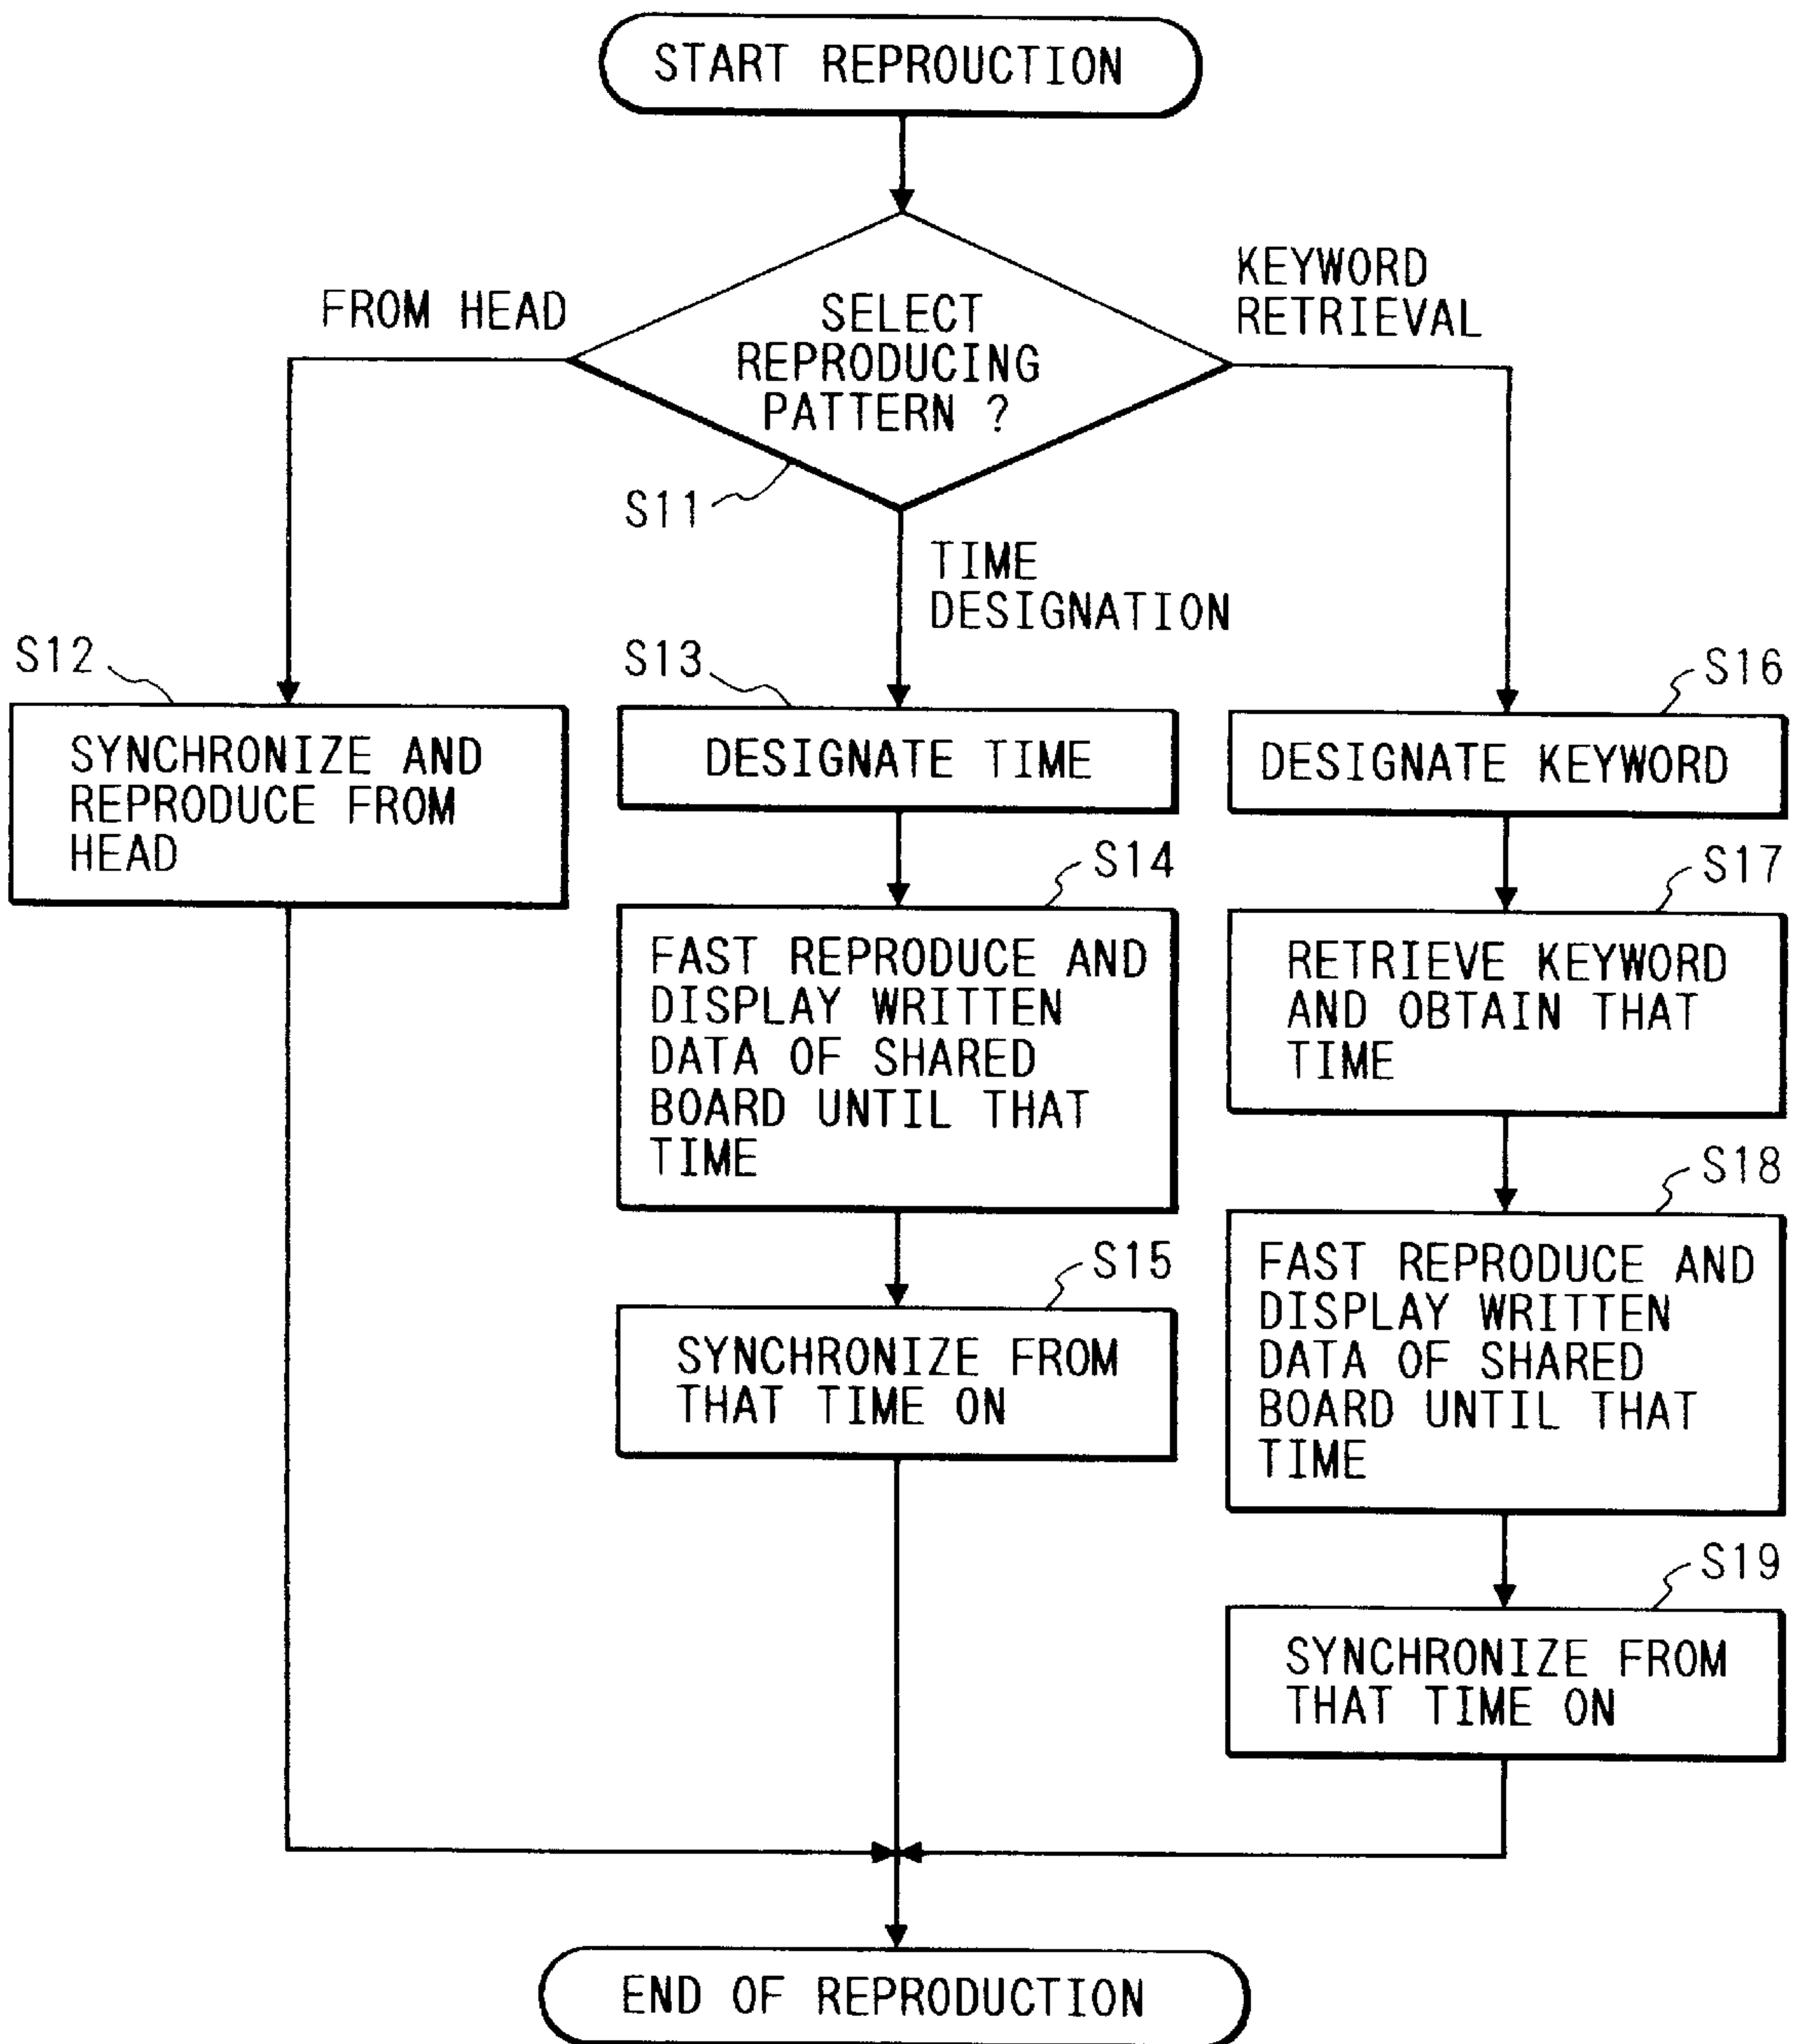 START REPROUCTION
FROM HEAD
SELECT
REPRODUCING
PATTERN ?
KEYWORD
RETRIEVAL
S11
TIME
DESIGNATION
S12
SYNCHRONIZE AND
REPRODUCE FROM
HEAD
S13
DESIGNATE TIME
S14
FAST REPRODUCE AND
DISPLAY WRITTEN
DATA OF SHARED
BOARD UNTIL THAT
TIME
S15
SYNCHRONIZE FROM
THAT TIME ON
S16
DESIGNATE KEYWORD
S17
RETRIEVE KEYWORD
AND OBTAIN THAT
TIME
S18
FAST REPRODUCE AND
DISPLAY WRITTEN
DATA OF SHARED
BOARD UNTIL THAT
TIME
S19
SYNCHRONIZE FROM
THAT TIME ON
END OF REPRODUCTION